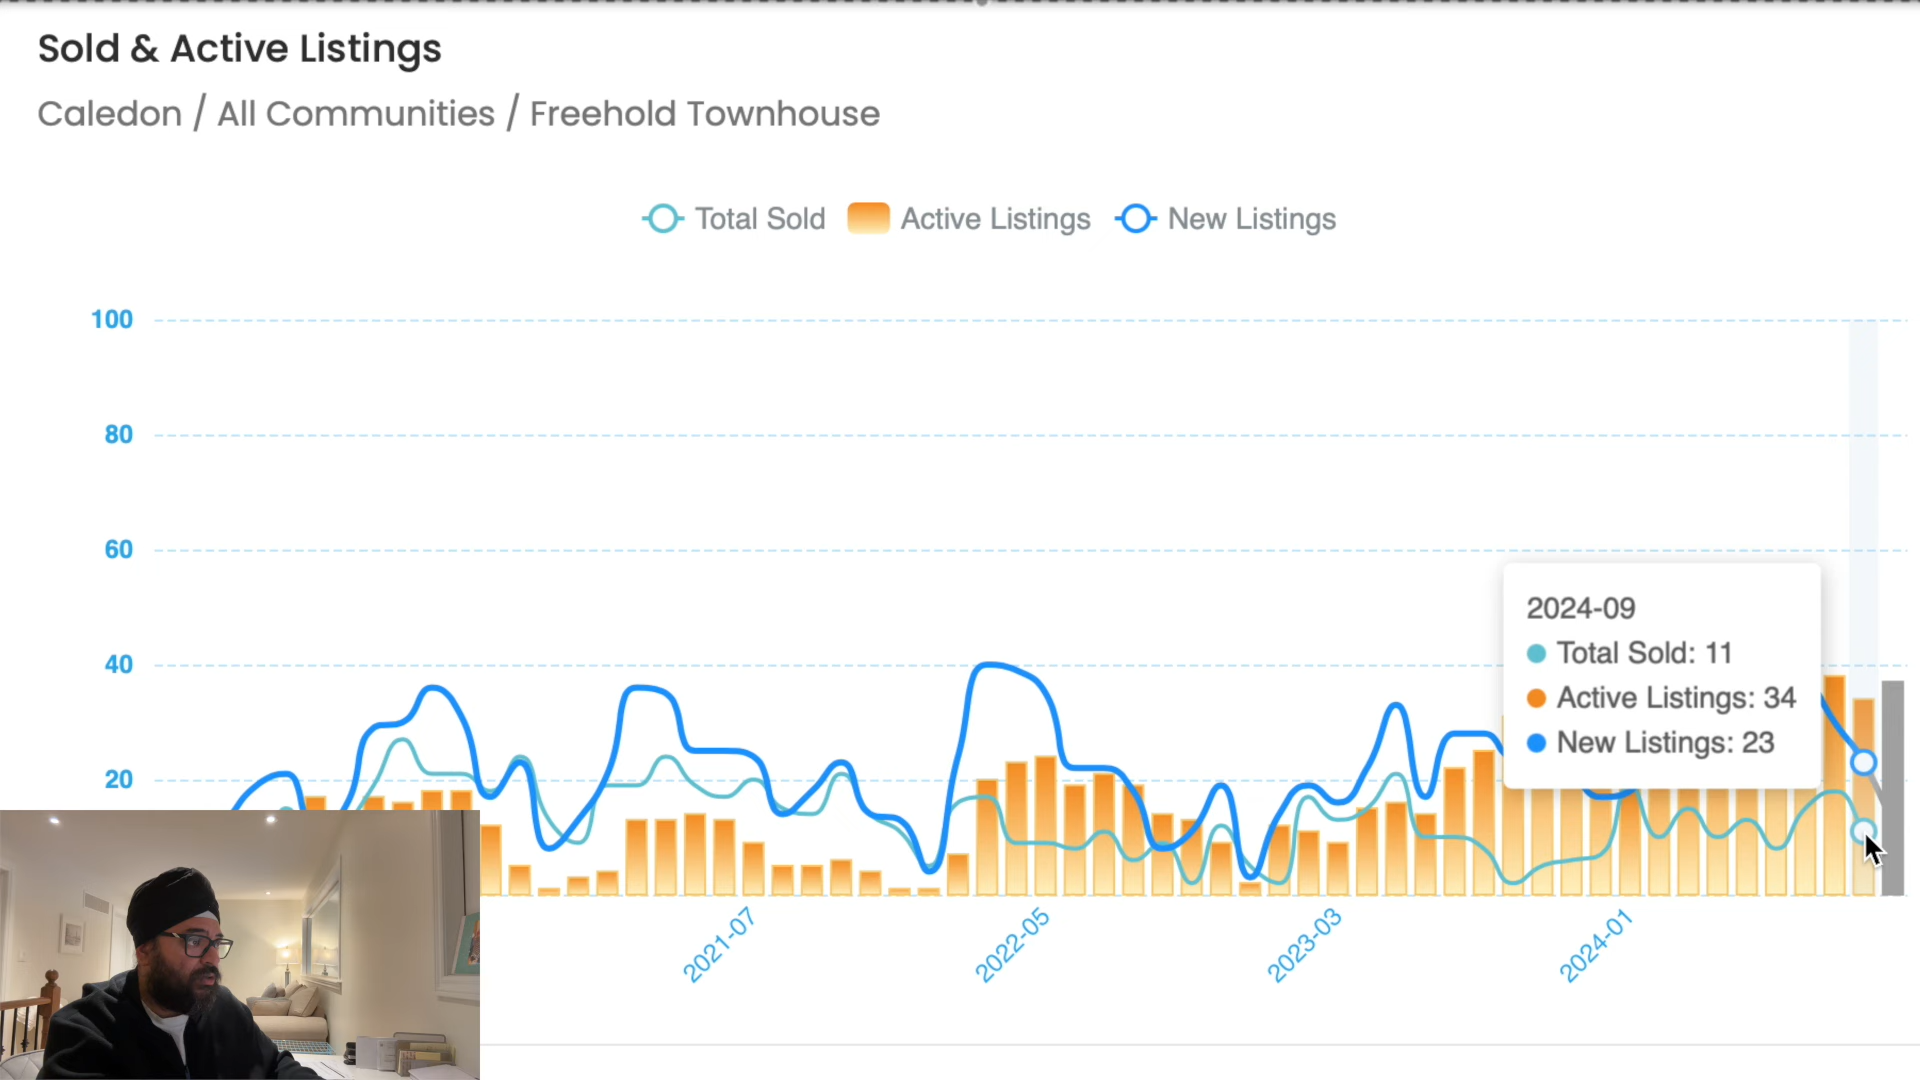 Sold & Active Listings
Caledon / All Communities / Freehold Townhouse
Total Sold Active Listings New Listings
100
80
60
40
20
2024-09
Total Sold: 11
Active Listings: 34
New Listings: 23
2021-07 2022-05 2023-03 2024-01